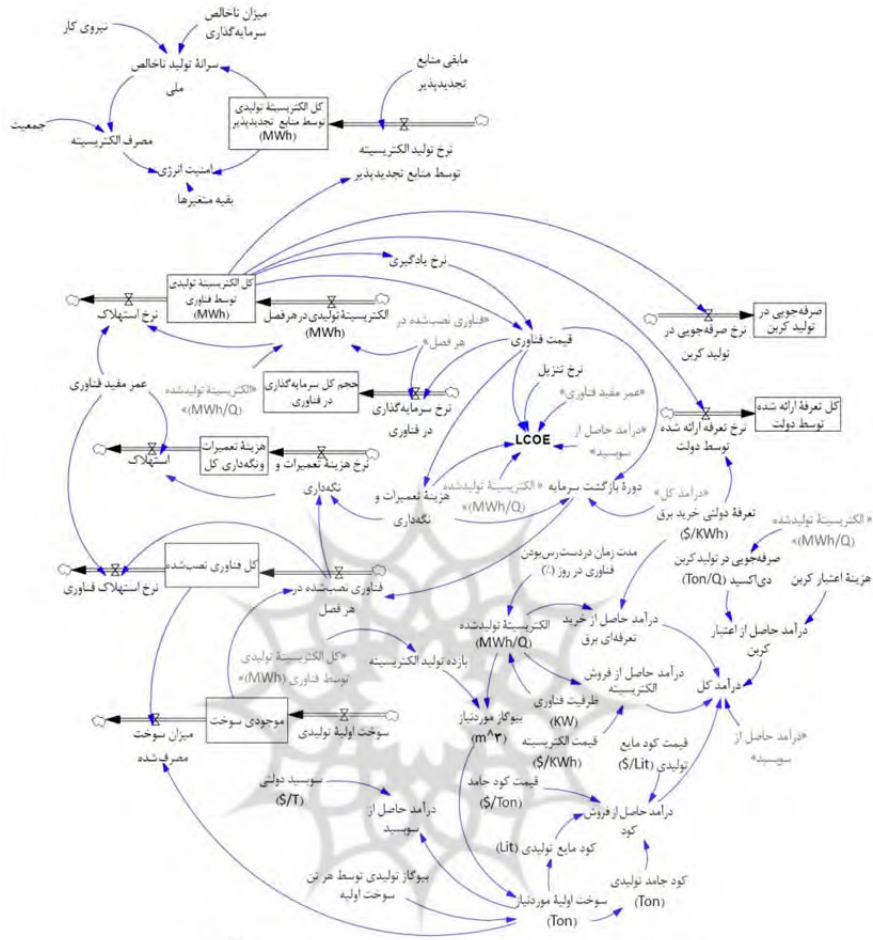 میزان ناخالص
سرمایه‌گذاری
نیروی کار
سرانهٔ تولید ناخالص
ملی
مابقی منابع
تجدیدپذیر
کل الکتریسیتهٔ تولیدی
توسط منابع تجدیدپذیر
(MWh)
جمعیت
مصرف الکتریسیته
نرخ تولید الکتریسیته
توسط منابع تجدیدپذیر
امنیت انرژی
بقیه متغیرها
نرخ یادگیری
کل الکتریسیتهٔ تولیدی
توسط فناوری
(MWh)
نرخ استهلاک
الکتریسیتهٔ تولیدی در هر فصل
(MWh)
«فناوری نصب‌شده در
هر فصل»
قیمت فناوری
صرفه‌جویی در
تولید کربن
نرخ صرفه‌جویی در
تولید کربن
نرخ تنزیل
عمر مفید فناوری
«الکتریسیتهٔ تولیدشده
(MWh/Q)»
حجم کل سرمایه‌گذاری
در فناوری
نرخ سرمایه‌گذاری
در فناوری
«عمر مفید فناوری»
کل تعرفهٔ ارائه شده
توسط دولت
نرخ تعرفه ارائه شده
توسط دولت
LCOE
«درآمد حاصل از
سوبسید»
هزینهٔ تعمیرات
ونگه‌داری کل
استهلاک
نرخ هزینهٔ تعمیرات و
نگه‌داری
هزینهٔ تعمیرات و
نگه‌داری
« الکتریسیتهٔ تولیدشده
(MWh/Q)»
دورهٔ بازگشت سرمایه
«درآمد کل»
تعرفهٔ دولتی خرید برق
($/KWh)
« الکتریسیتهٔ تولیدشده
(MWh/Q)»
کل فناوری نصب‌شده
نرخ استهلاک فناوری
فناوری نصب‌شده در
هر فصل
مدت زمان دردسترس‌بودن
فناوری در روز (٪)
صرفه‌جویی در تولید کربن
دی‌اکسید (Ton/Q)
هزینهٔ اعتبار کربن
الکتریسیتهٔ تولیدشده
(MWh/Q)
درآمد حاصل از خرید
تعرفه‌ای برق
درآمد حاصل از اعتبار
کربن
«کل الکتریسیتهٔ تولیدی
توسط فناوری (MWh)»
بازده تولید الکتریسیته
درآمد حاصل از فروش
الکتریسیته
درآمد کل
ظرفیت فناوری
(KW)
موجودی سوخت
سوخت اولیهٔ تولیدی
میزان سوخت
مصرف‌شده
بیوگاز موردنیاز
(m^۳)
قیمت الکتریسیته
($/KWh)
قیمت کود مایع
تولیدی ($/Lit)
«درآمد حاصل از
سوبسید»
سوبسید دولتی
($/T)
قیمت کود جامد
($/Ton)
درآمد حاصل از
سوبسید
درآمد حاصل از فروش
کود
کود مایع تولیدی (Lit)
بیوگاز تولیدی توسط هر تن
سوخت اولیه
سوخت اولیهٔ موردنیاز
(Ton)
کود جامد تولیدی
(Ton)